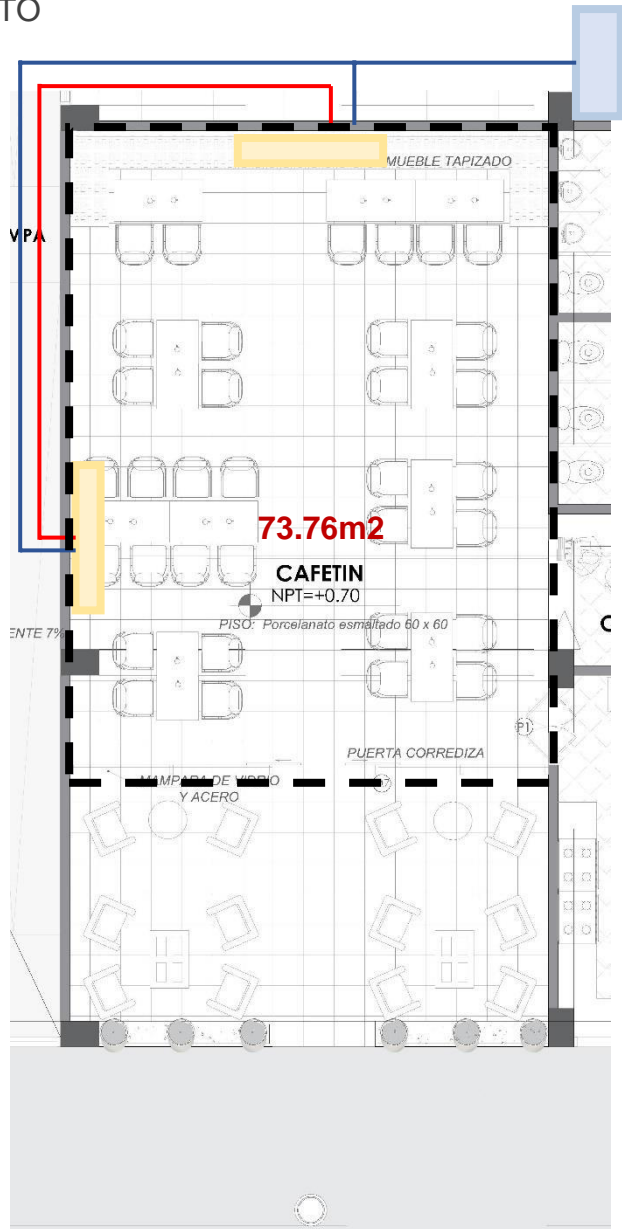 TO
MUEBLE TAPIZADO
MPA
73.76m2
CAFETIN
NPT=+0.70
PISO: Porcelanato esmaltado 60 x 60
ENTE 7%
P1
PUERTA CORREDIZA
MAMPARA DE VIDRIO
Y ACERO
C